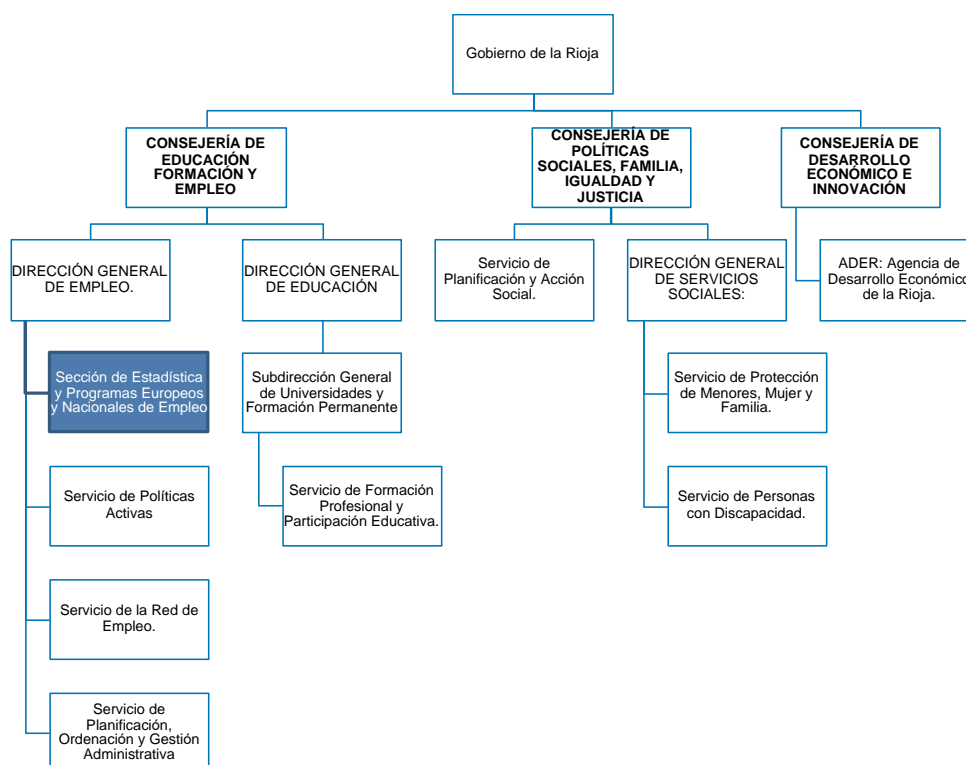 Gobierno de la Rioja
CONSEJERÍA DE
EDUCACIÓN
FORMACIÓN Y
EMPLEO
CONSEJERÍA DE
POLÍTICAS
SOCIALES, FAMILIA,
IGUALDAD Y
JUSTICIA
CONSEJERÍA DE
DESARROLLO
ECONÓMICO E
INNOVACIÓN
DIRECCIÓN GENERAL
DE EMPLEO.
DIRECCIÓN GENERAL
DE EDUCACIÓN
Servicio de
Planificación y Acción
Social.
DIRECCIÓN GENERAL
DE SERVICIOS
SOCIALES:
ADER: Agencia de
Desarrollo Económico
de la Rioja.
Sección de Estadística
y Programas Europeos
y Nacionales de Empleo
Subdirección General
de Universidades y
Formación Permanente
Servicio de Protección
de Menores, Mujer y
Familia.
Servicio de Políticas
Activas
Servicio de Formación
Profesional y
Participación Educativa.
Servicio de Personas
con Discapacidad.
Servicio de la Red de
Empleo.
Servicio de
Planificación,
Ordenación y Gestión
Administrativa